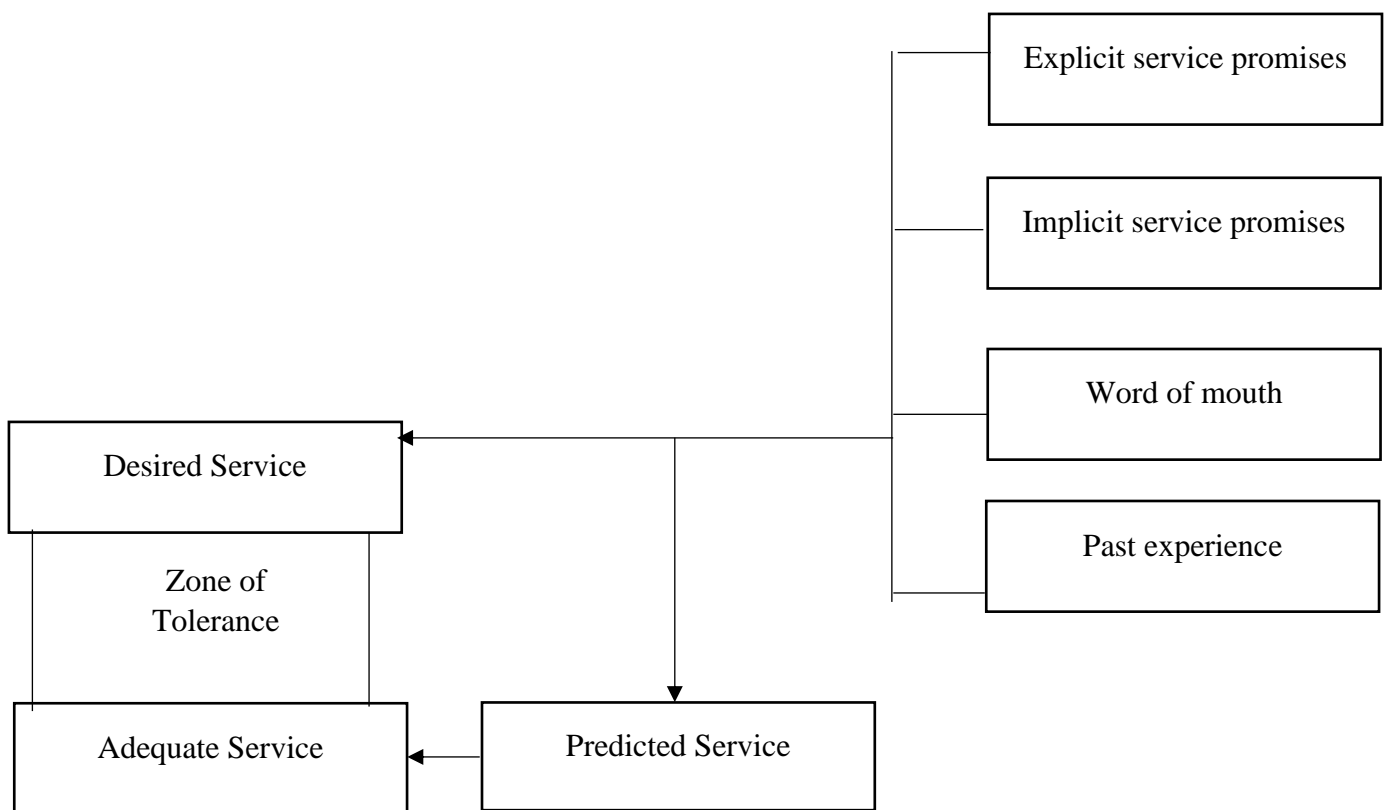 Explicit service promises
Implicit service promises
Word of mouth
Desired Service
Past experience
Zone of
Tolerance
Adequate Service
Predicted Service